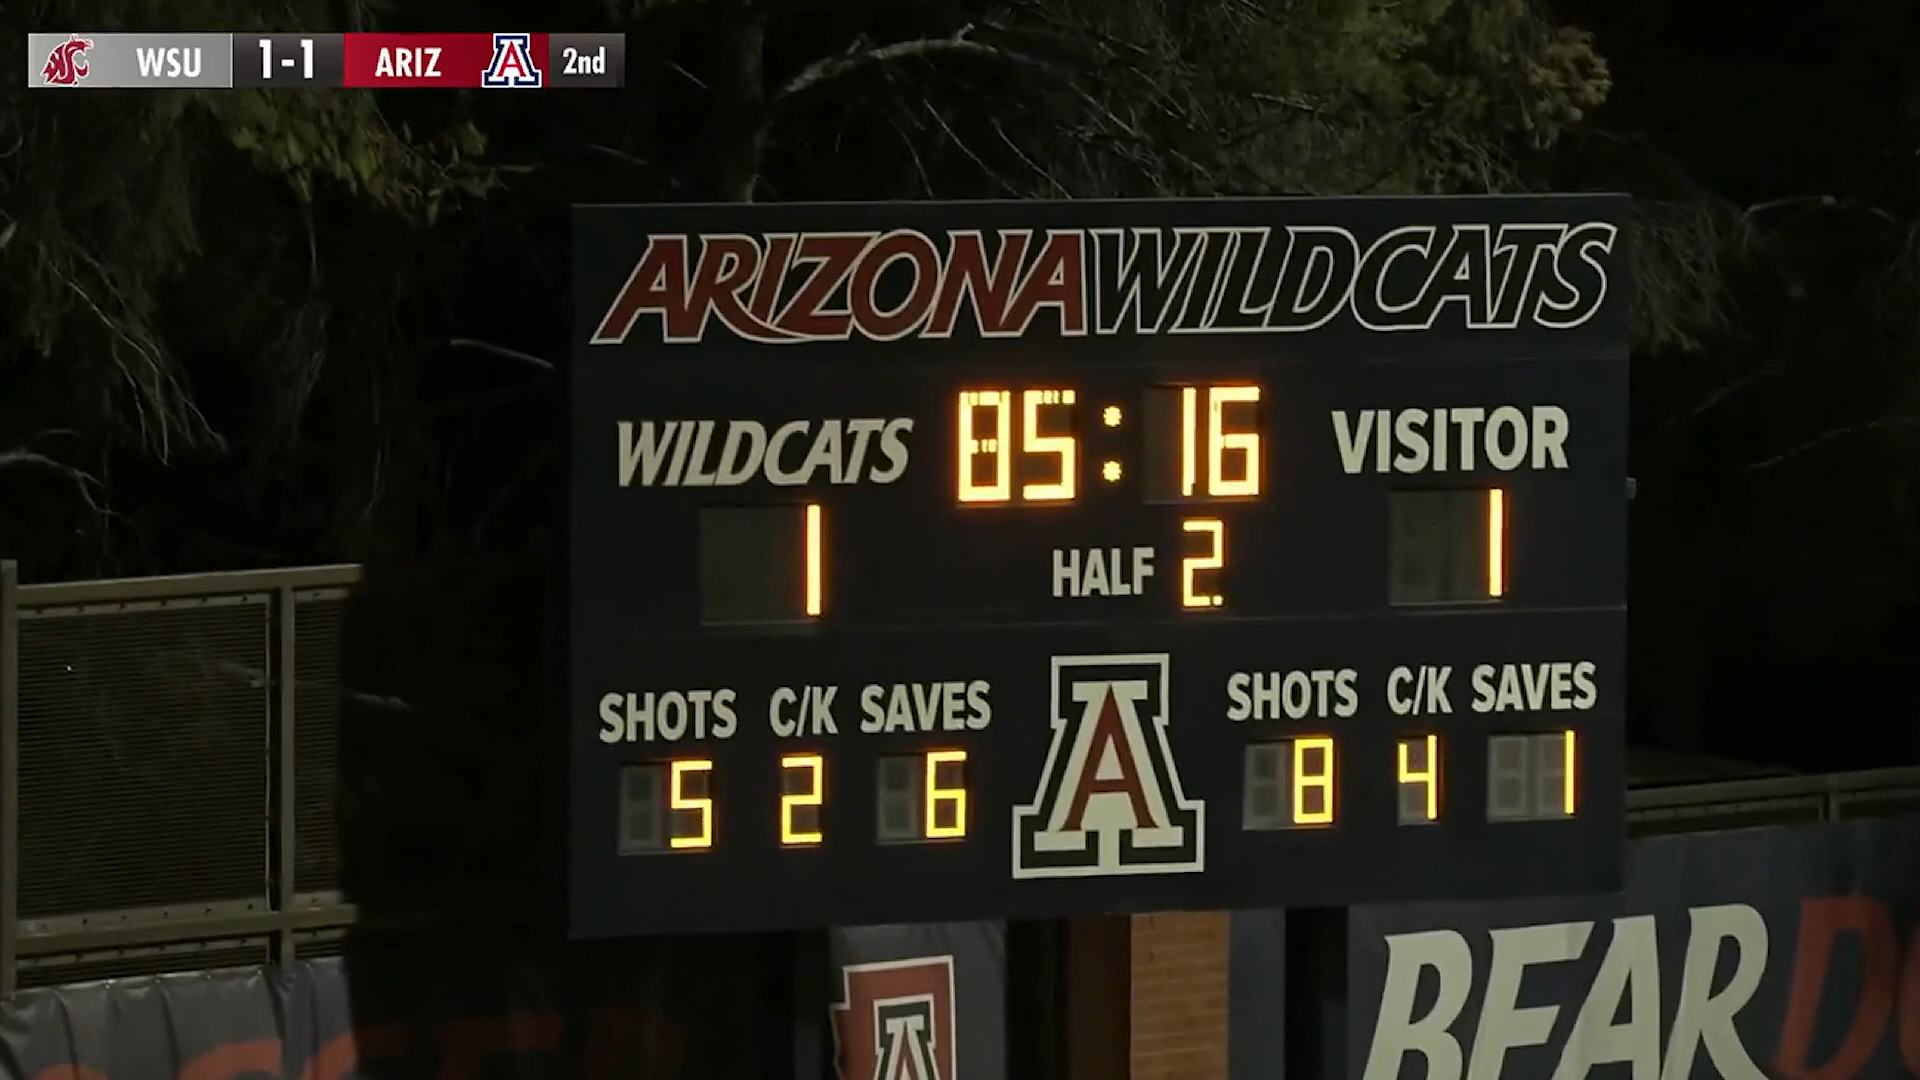 WSU 1-1 ARIZ A 2nd
ARIZONA WILDCATS
WILDCATS 05:16 VISITOR
1 HALF 2. 1
SHOTS C/K SAVES SHOTS C/K SAVES
5 2 6 A 8 4 1
BEAR
A